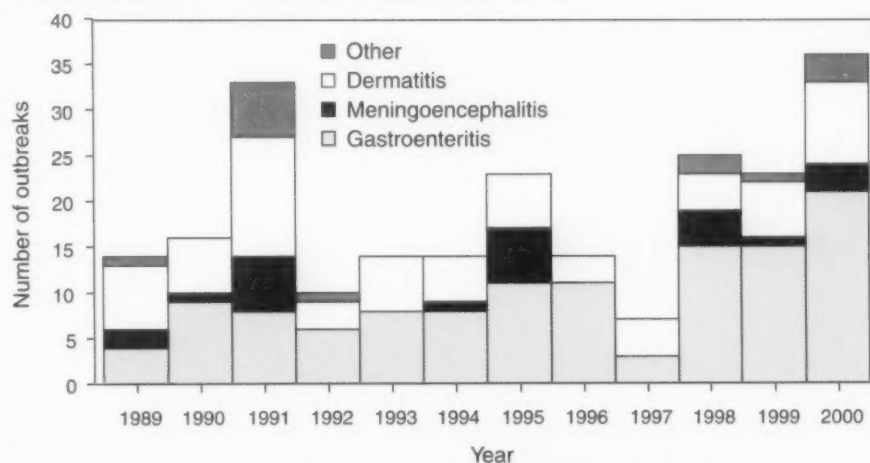 40
35
30
25
20
15
10
5
0
Number of outbreaks
Other
Dermatitis
Meningoencephalitis
Gastroenteritis
1989 1990 1991 1992 1993 1994 1995 1996 1997 1998 1999 2000
Year